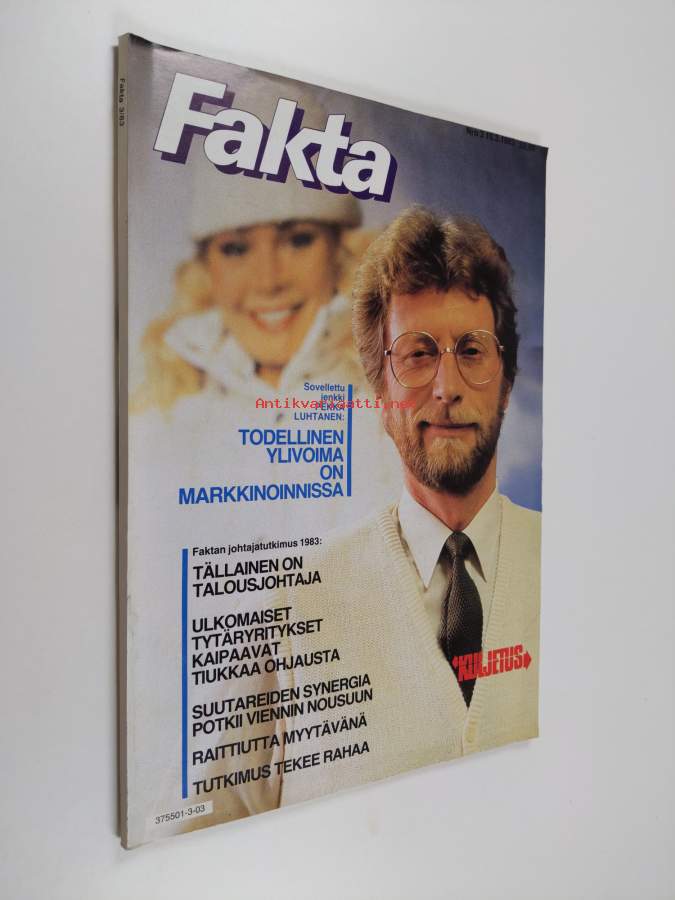 Fakta 3/83
Fakta
Sovellettu
jenkki
PEKKA
LUHTANEN:
Antikvariaatti.net
TODELLINEN
YLIVOIMA
ON
MARKKINOINNISSA
Faktan johtajatutkimus 1983:
TÄLLAINEN ON
TALOUSJOHTAJA
ULKOMAISET
TYTÄRYRITYKSET
KAIPAAVAT
TIUKKAA OHJAUSTA
KULJETUS
SUUTAREIDEN SYNERGIA
POTKII VIENNIN NOUSUUN
RAITTIUTTA MYYTÄVÄNÄ
TUTKIMUS TEKEE RAHAA
375501-3-03